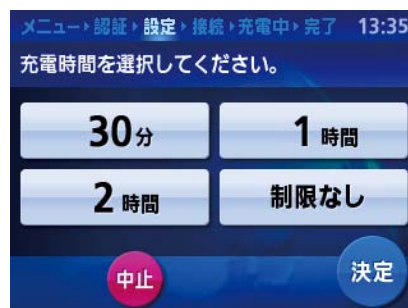 メニュー▸認証▸設定▸接続▸充電中▸完了 13:35
充電時間を選択してください。
30分 1時間
2時間 制限なし
中止 決定